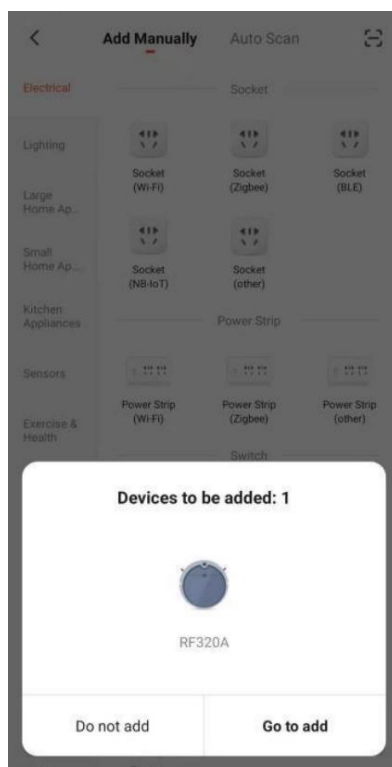 Add Manually
Auto Scan
Electrical
Socket
Lighting
Socket
(Wi-Fi)
Socket
(Zigbee)
Socket
(BLE)
Large
Home Ap...
Small
Home Ap...
Socket
(NB-IoT)
Socket
(other)
Kitchen
Appliances
Power Strip
Sensors
Power Strip
(Wi-Fi)
Power Strip
(Zigbee)
Power Strip
(other)
Exercise &
Health
Switch
Devices to be added: 1
RF320A
Do not add
Go to add